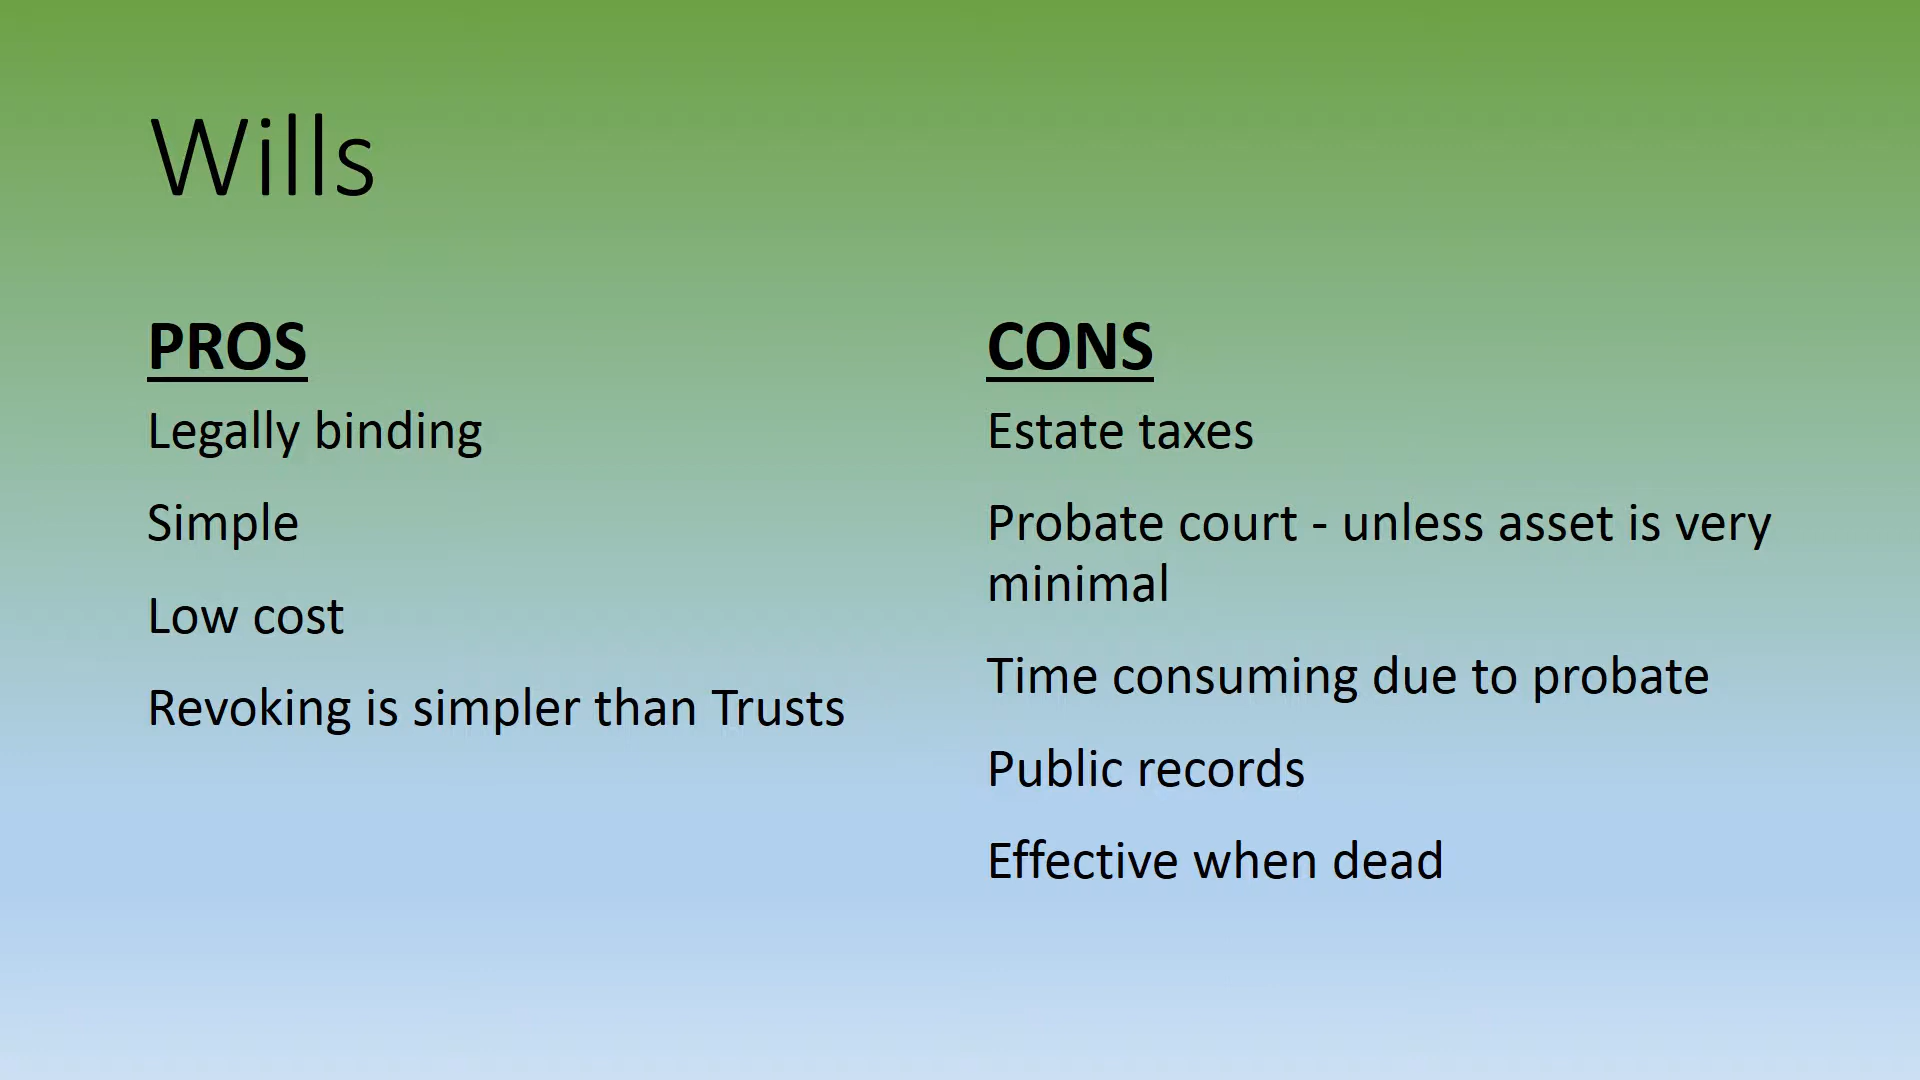 Wills
PROS
Legally binding
Simple
Low cost
Revoking is simpler than Trusts
CONS
Estate taxes
Probate court - unless asset is very
minimal
Time consuming due to probate
Public records
Effective when dead